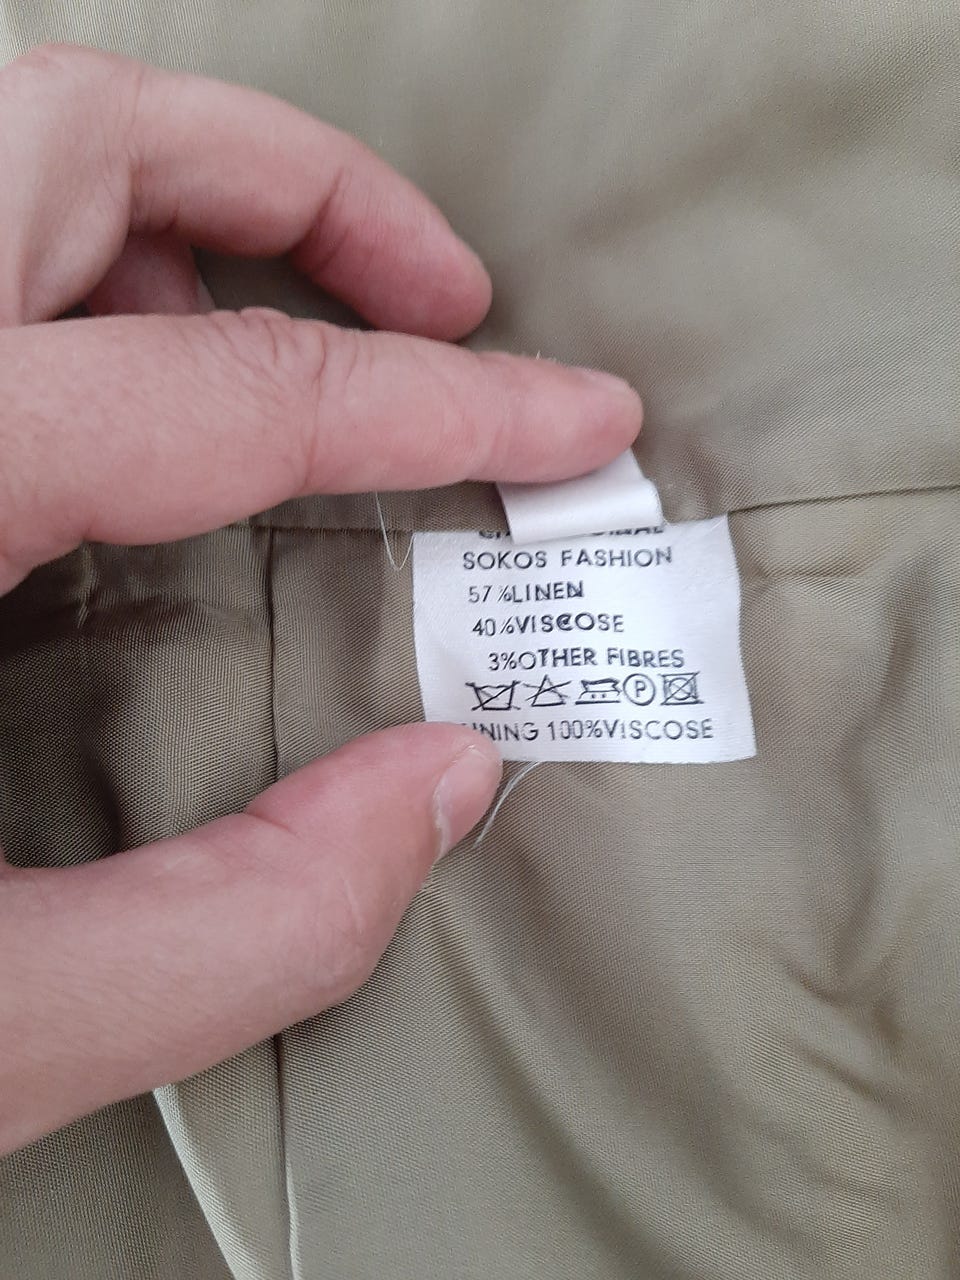 SOKOS FASHION
57%LINEN
40%VISCOSE
3%OTHER FIBRES
P
100%VISCOSE